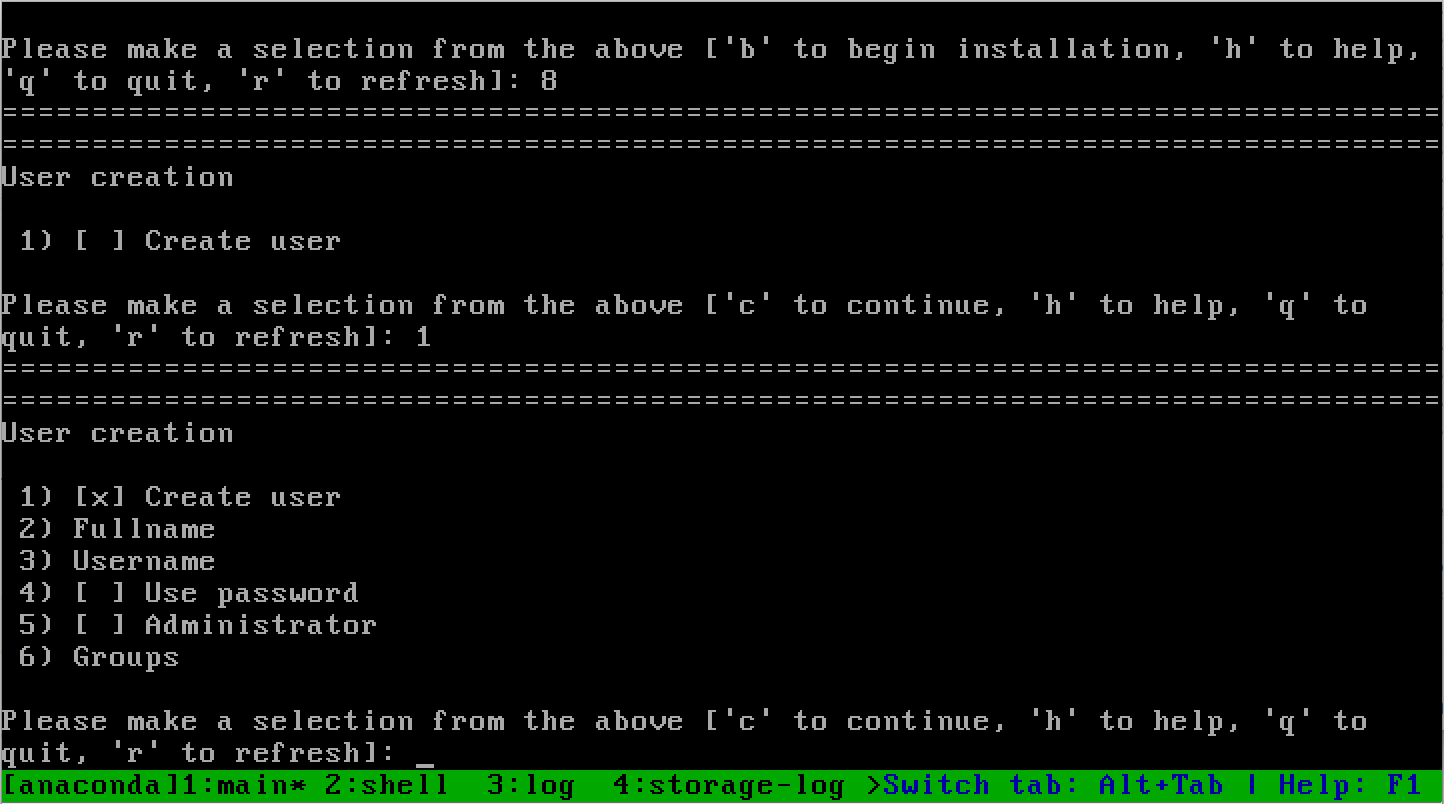 Please make a selection from the above ['b' to begin installation, 'h' to help,
'q' to quit, 'r' to refresh]: 8
================================================================================
================================================================================
User creation
1) [ ] Create user
Please make a selection from the above ['c' to continue, 'h' to help, 'q' to
quit, 'r' to refresh]: 1
================================================================================
================================================================================
User creation
1) [x] Create user
2) Fullname
3) Username
4) [ ] Use password
5) [ ] Administrator
6) Groups
Please make a selection from the above ['c' to continue, 'h' to help, 'q' to
quit, 'r' to refresh]: _
[anaconda]1:main* 2:shell  3:log  4:storage-log >Switch tab: Alt+Tab | Help: F1